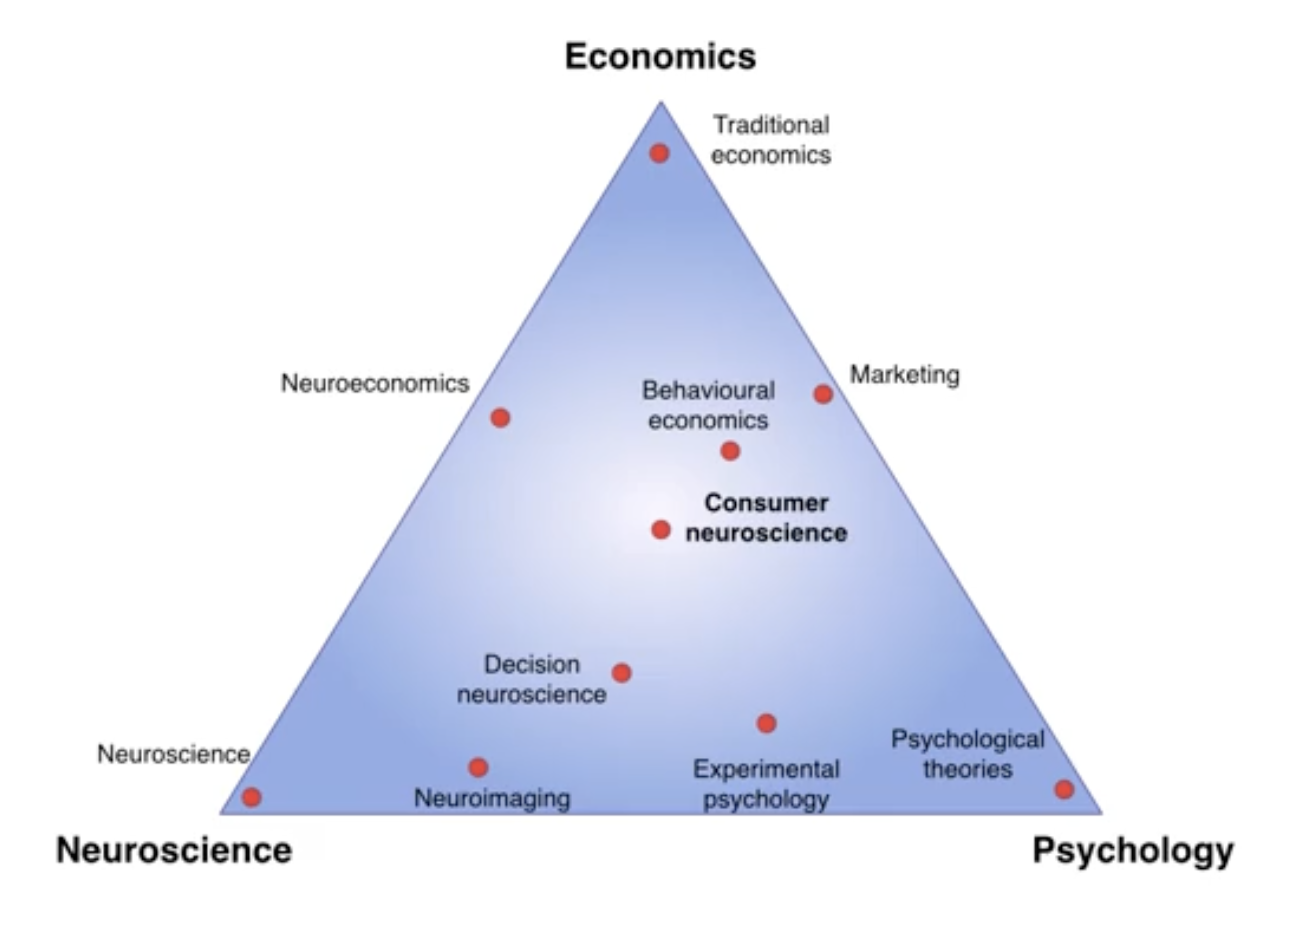 Economics
Traditional
economics
Neuroeconomics
Marketing
Behavioural
economics
Consumer
neuroscience
Decision
neuroscience
Neuroscience
Neuroimaging
Experimental
psychology
Psychological
theories
Neuroscience
Psychology